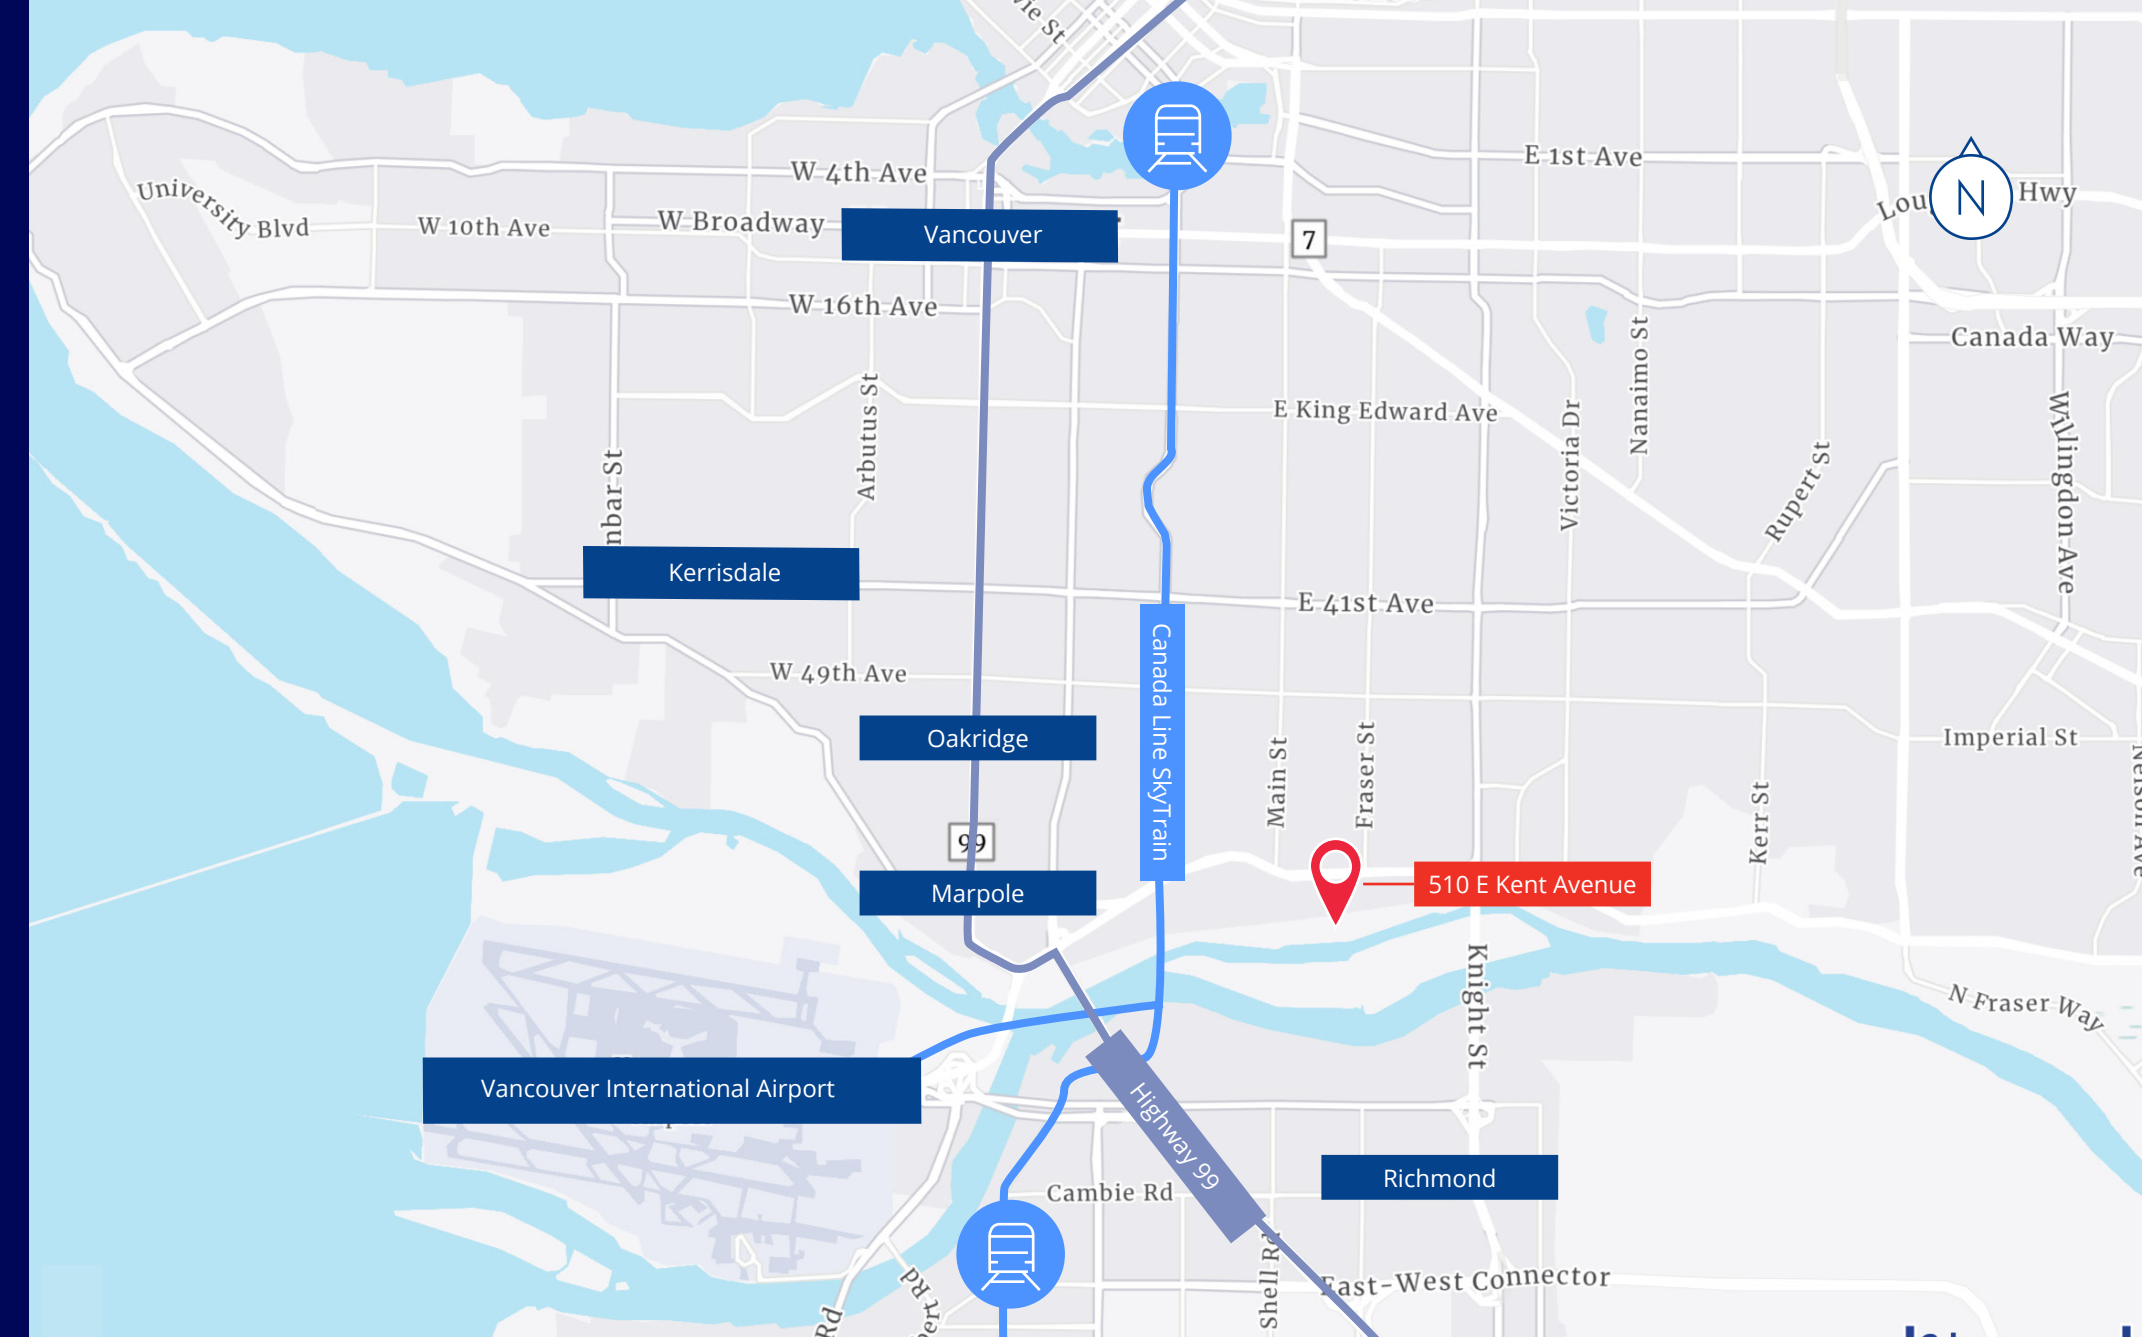 W 4th Ave
E 1st Ave
N
Hwy
University Blvd
W 10th Ave
W Broadway
Vancouver
7
W 16th Ave
Canada Way
Nanaimo St
Arbutus St
E King Edward Ave
Victoria Dr
Rupert St
Willingdon Ave
Kerrisdale
E 41st Ave
W 49th Ave
Canada Line SkyTrain
Oakridge
Imperial St
Main St
Fraser St
Kerr St
99
Marpole
510 E Kent Avenue
Knight St
N Fraser Way
Vancouver International Airport
Highway 99
Richmond
Cambie Rd
Shell Rd
East-West Connector
Rd